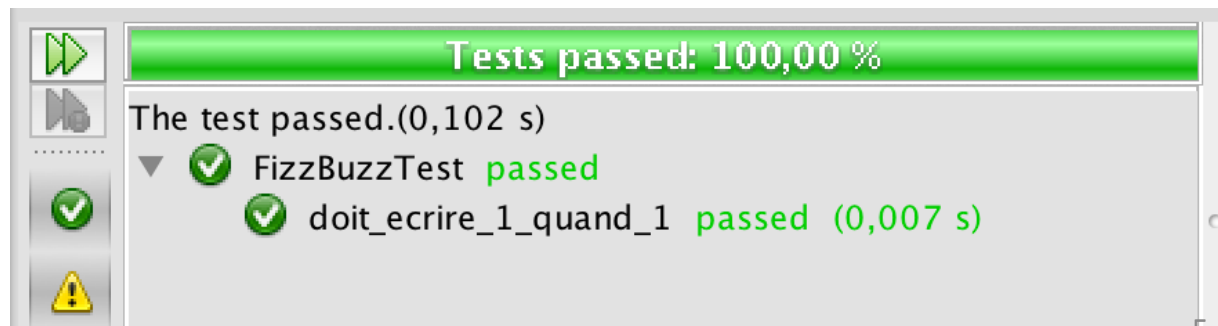 Tests passed: 100,00 %
The test passed.(0,102 s)
FizzBuzzTest passed
doit_ecrire_1_quand_1 passed (0,007 s)